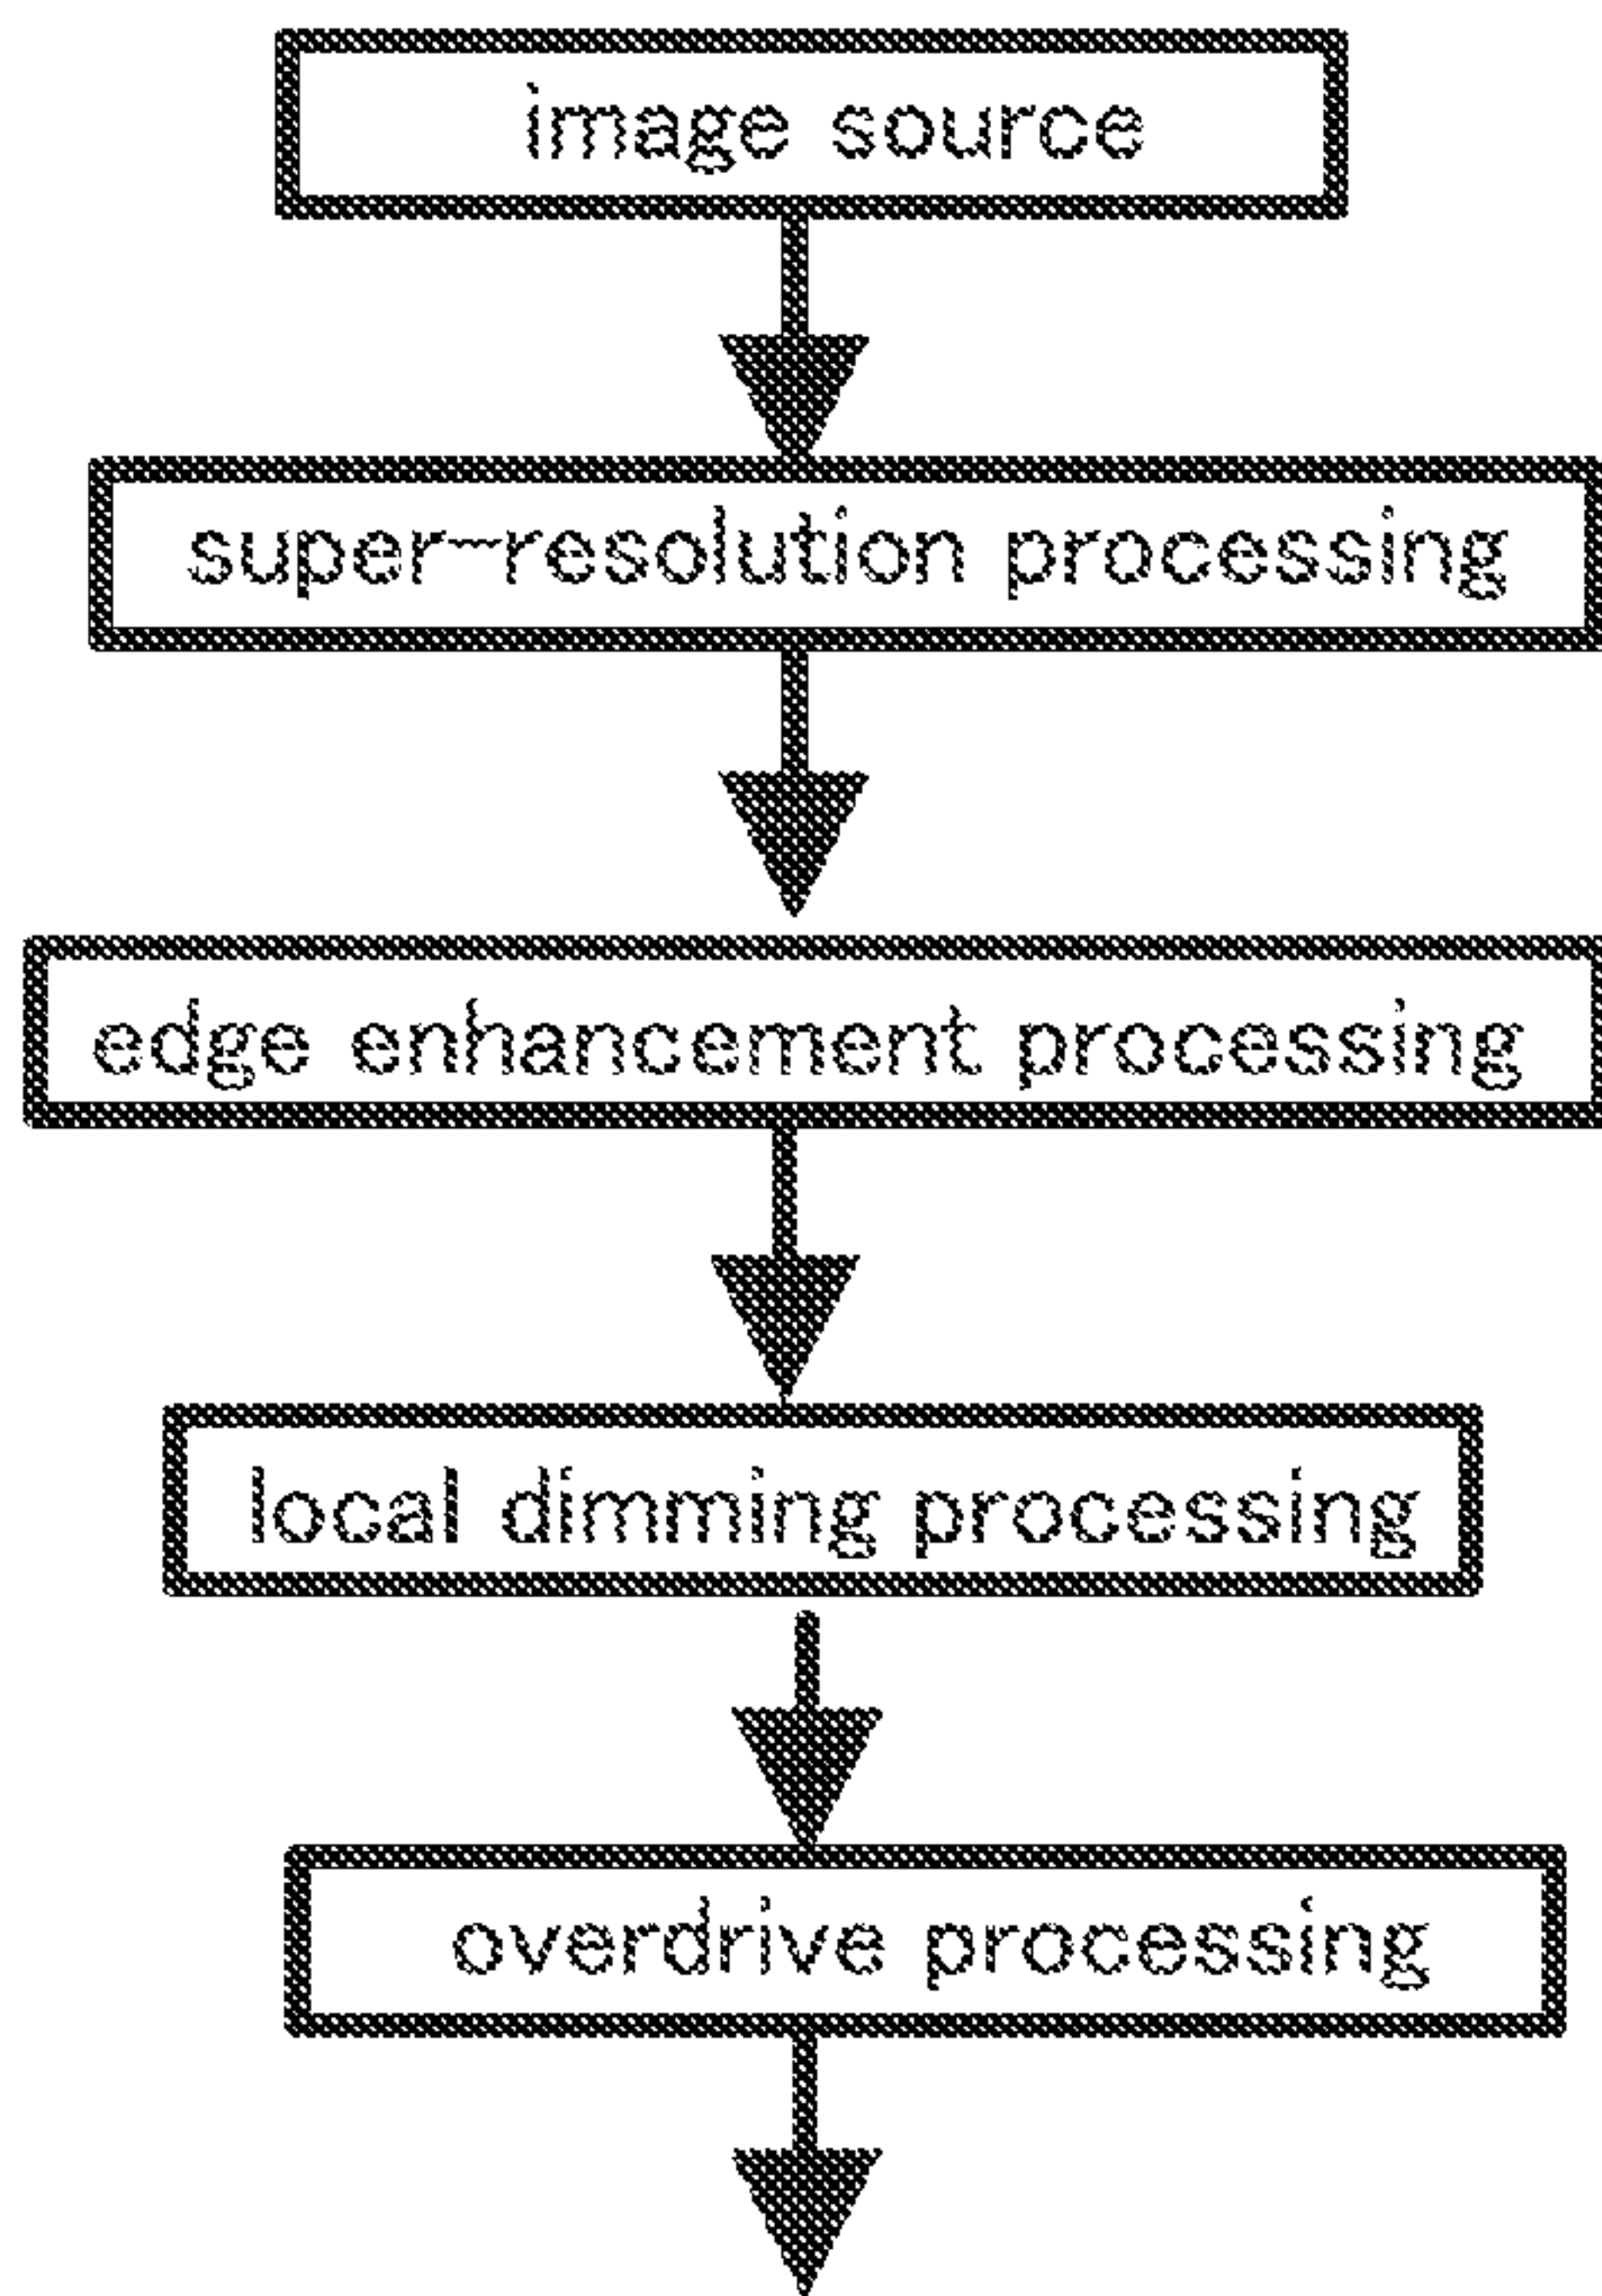 image source
super-resolution processing
edge enhancement processing
local dimming processing
overdrive processing